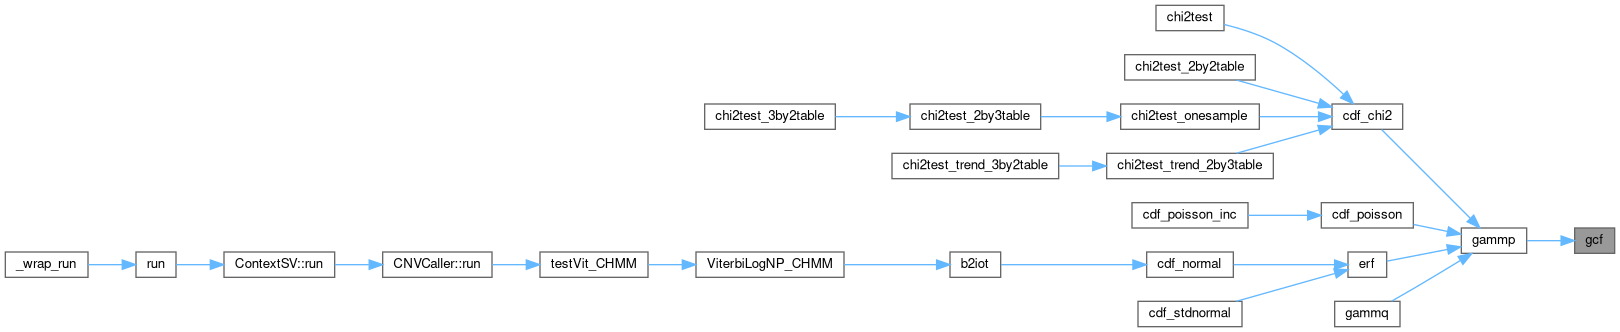 chi2test
chi2test_2by2table
chi2test_3by2table
chi2test_2by3table
chi2test_onesample
cdf_chi2
chi2test_trend_3by2table
chi2test_trend_2by3table
cdf_poisson_inc
cdf_poisson
gammp
gcf
_wrap_run
run
ContextSV::run
CNVCaller::run
testVit_CHMM
ViterbiLogNP_CHMM
b2iot
cdf_normal
erf
cdf_stdnormal
gammq